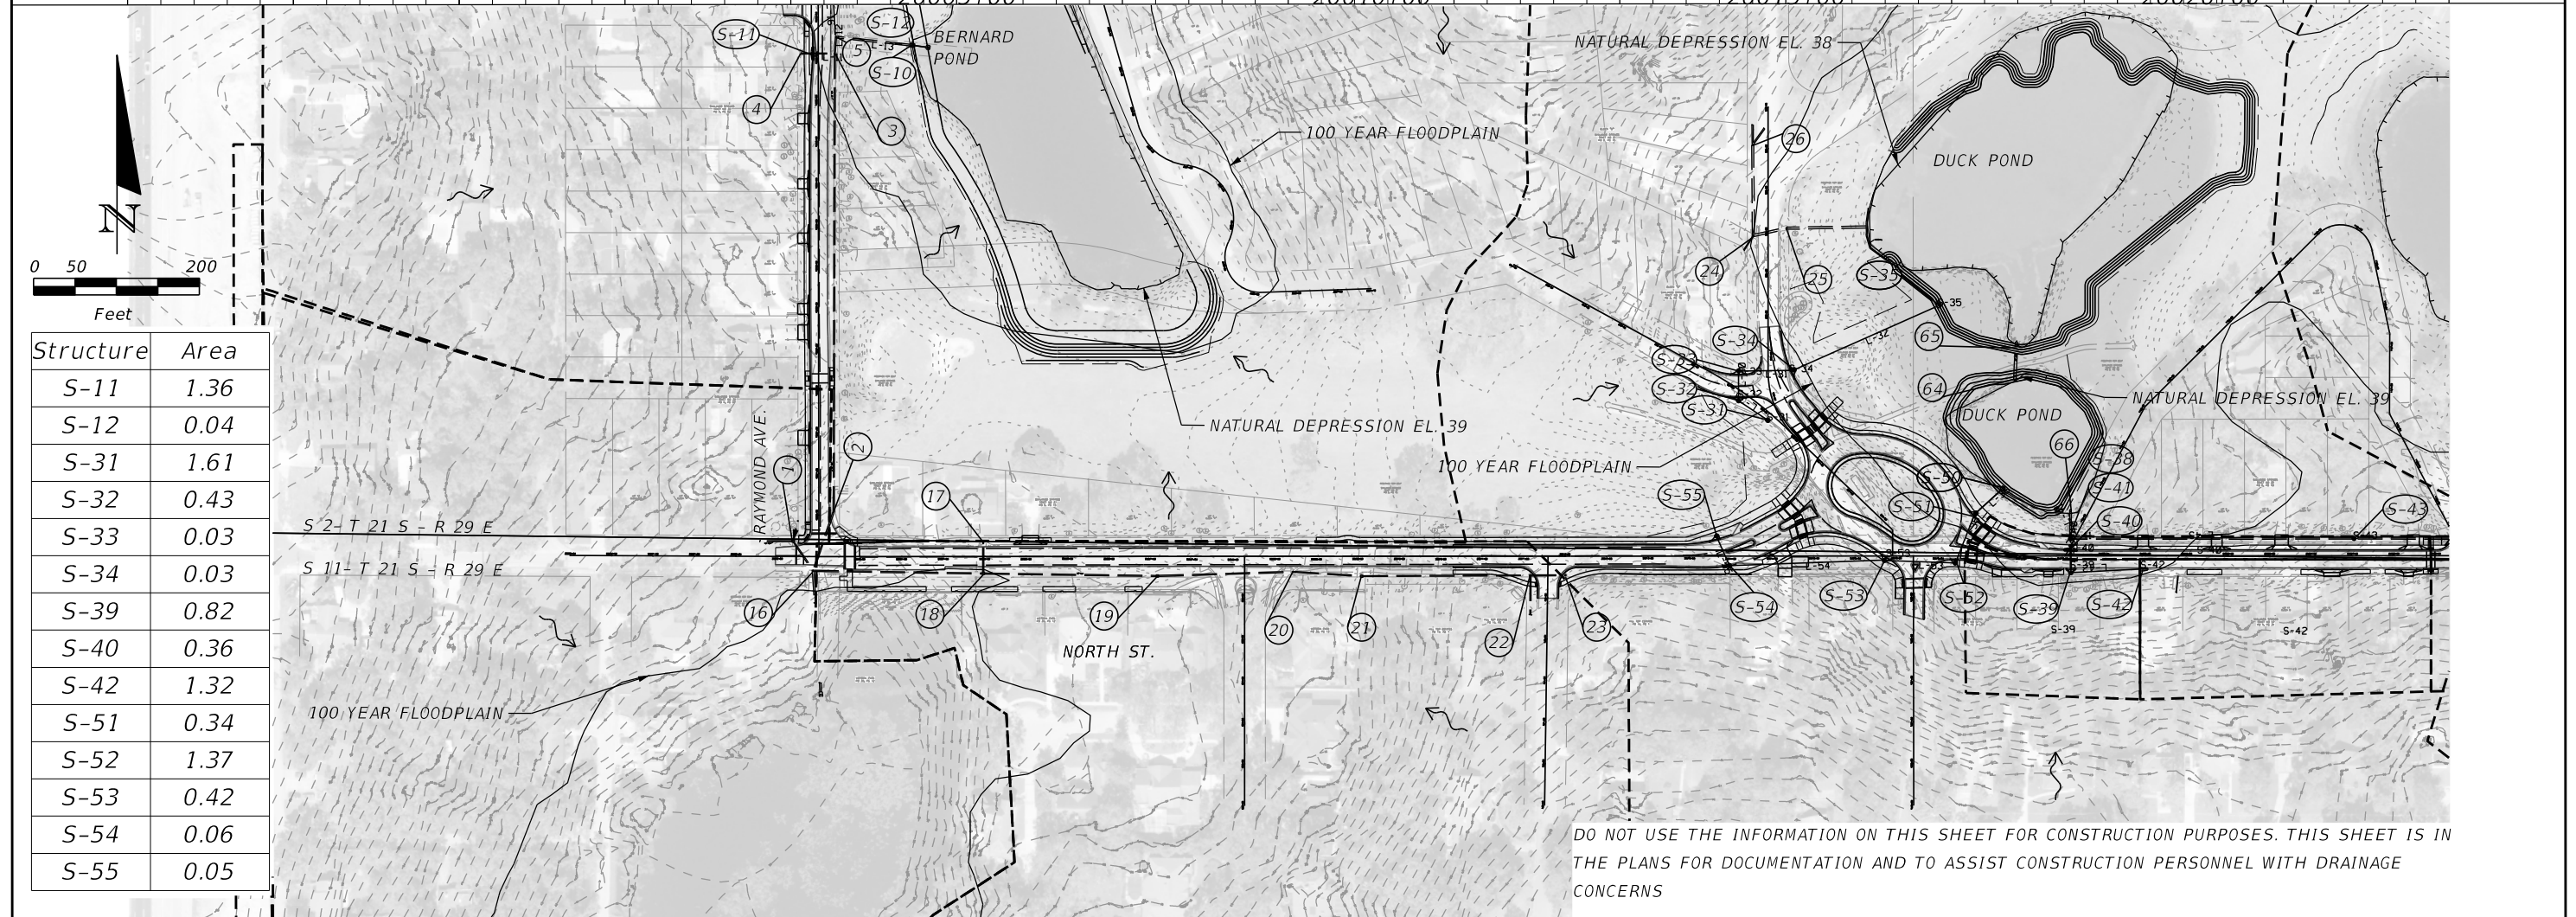 S-11
S-12
BERNARD
POND
5
L-13
S-10
4
3
NATURAL DEPRESSION EL. 38
100 YEAR FLOODPLAIN
26
DUCK POND
N
0 50 200
Feet
24
25
S-35
65
S-34
L-32
S-33
S-32
S-31
64
NATURAL DEPRESSION EL. 39
DUCK POND
NATURAL DEPRESSION EL. 39
RAYMOND AVE.
1
2
66
S-38
S-41
100 YEAR FLOODPLAIN
S-50
S-51
17
S-55
S-40
S-43
S 2- T 21 S - R 29 E
S 11- T 21 S - R 29 E
16
18
19
20
21
22
23
S-54
L-54
S-53
S-52
S-39
S-42
S-39
S-42
NORTH ST.
100 YEAR FLOODPLAIN
Structure Area
S-11 1.36
S-12 0.04
S-31 1.61
S-32 0.43
S-33 0.03
S-34 0.03
S-39 0.82
S-40 0.36
S-42 1.32
S-51 0.34
S-52 1.37
S-53 0.42
S-54 0.06
S-55 0.05
DO NOT USE THE INFORMATION ON THIS SHEET FOR CONSTRUCTION PURPOSES. THIS SHEET IS IN
THE PLANS FOR DOCUMENTATION AND TO ASSIST CONSTRUCTION PERSONNEL WITH DRAINAGE
CONCERNS